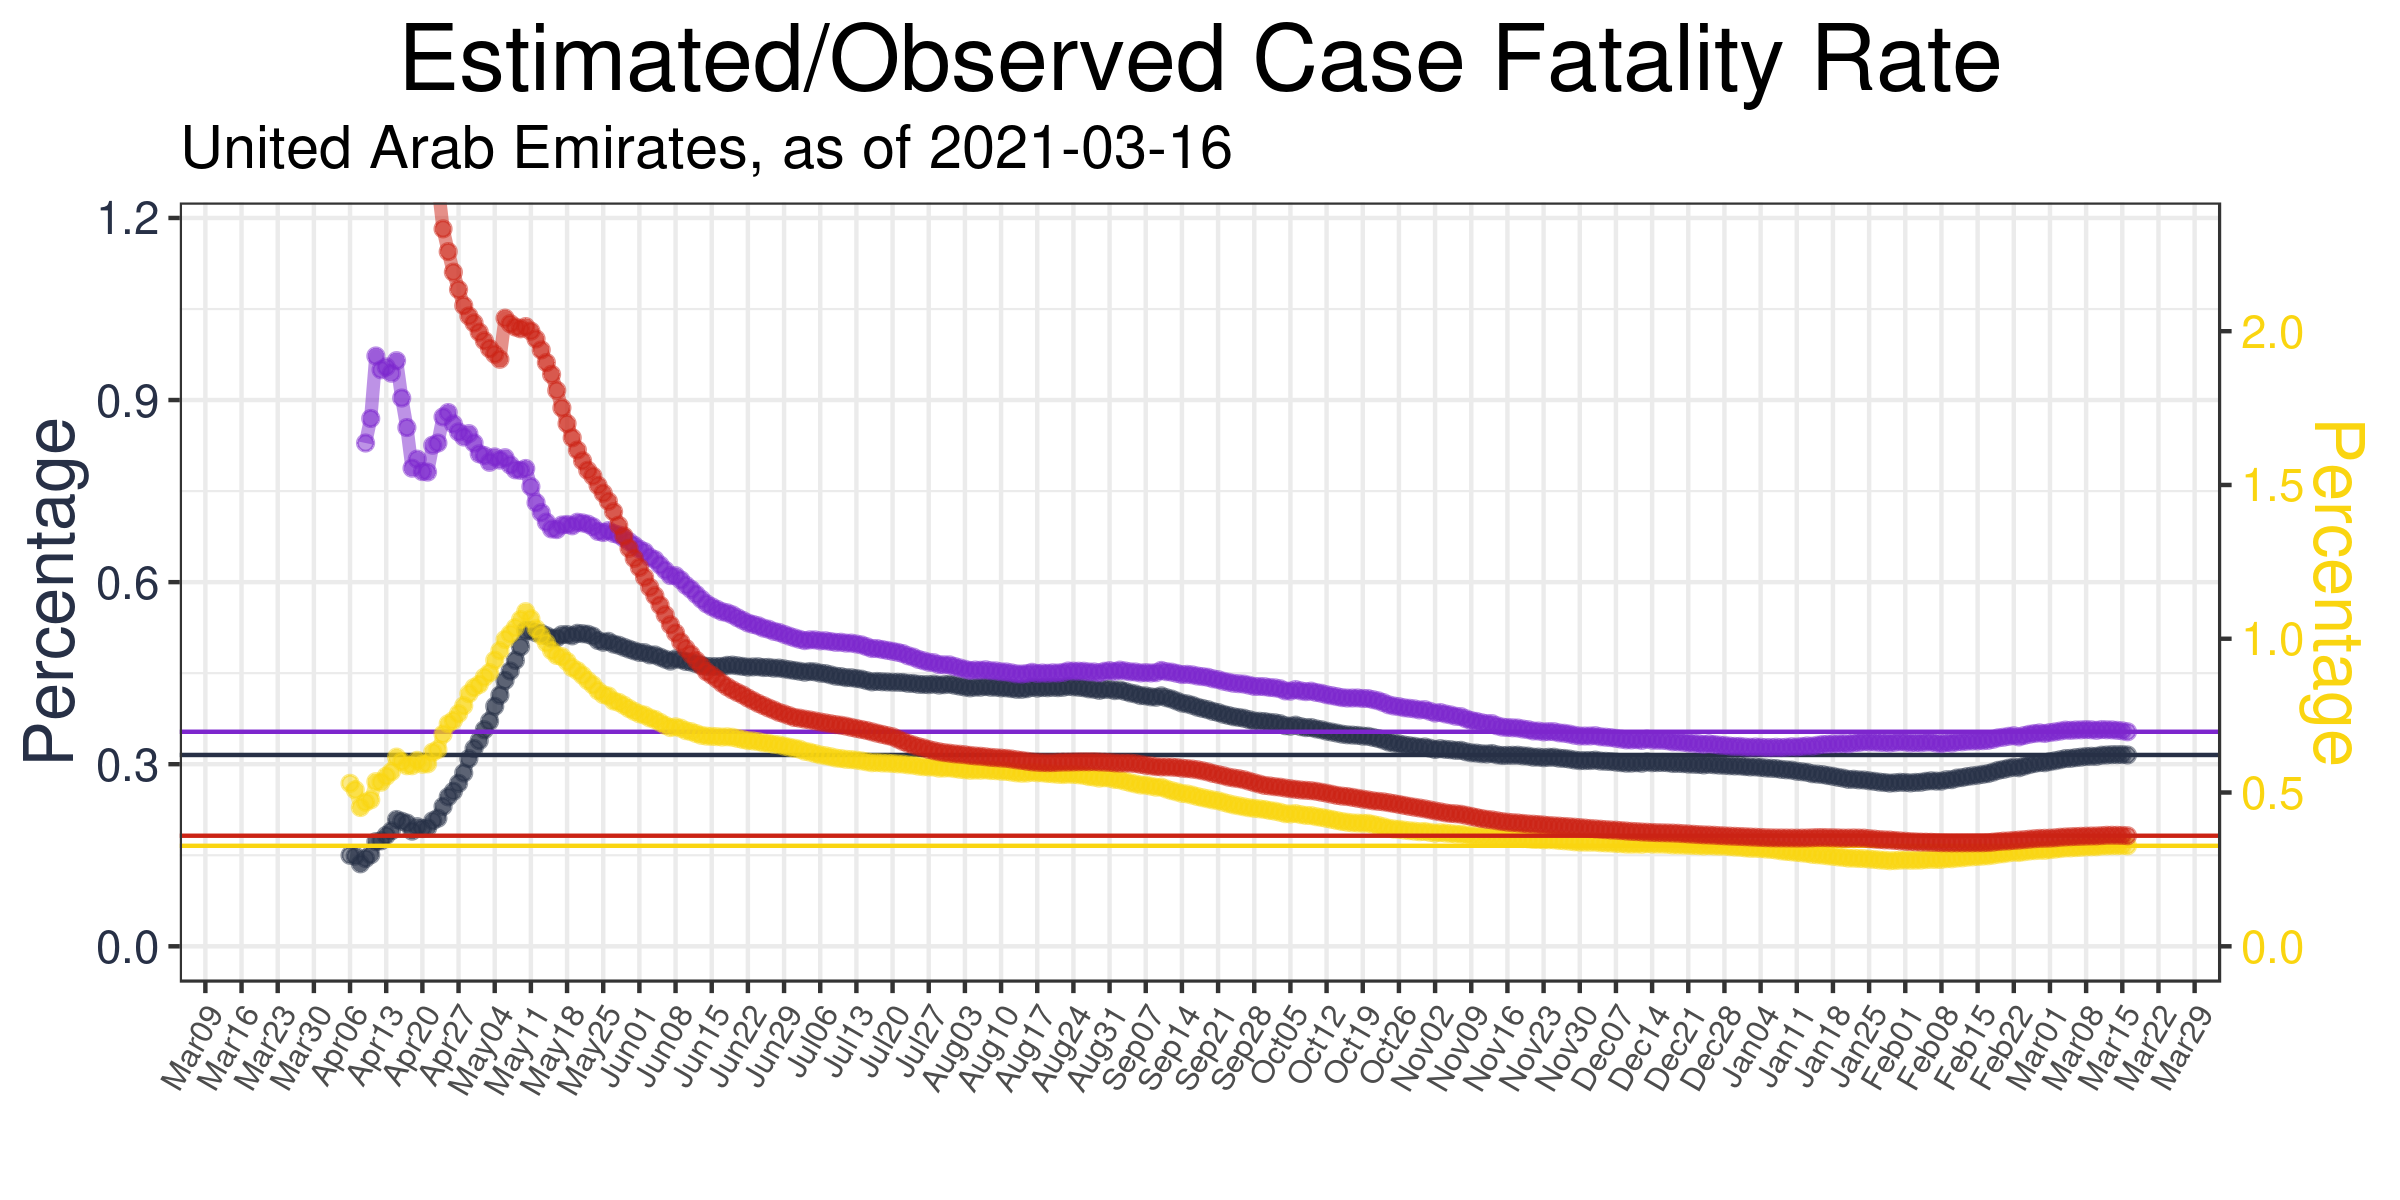 Estimated/Observed Case Fatality Rate
United Arab Emirates, as of 2021-03-16
Percentage
1.2
0.9
0.6
0.3
0.0
2.0
1.5
1.0
0.5
0.0
Percentage
Mar09
Mar16
Mar23
Mar30
Apr06
Apr13
Apr20
Apr27
May04
May11
May18
May25
Jun01
Jun08
Jun15
Jun22
Jun29
Jul06
Jul13
Jul20
Jul27
Aug03
Aug10
Aug17
Aug24
Aug31
Sep07
Sep14
Sep21
Sep28
Oct05
Oct12
Oct19
Oct26
Nov02
Nov09
Nov16
Nov23
Nov30
Dec07
Dec14
Dec21
Dec28
Jan04
Jan11
Jan18
Jan25
Feb01
Feb08
Feb15
Feb22
Mar01
Mar08
Mar15
Mar22
Mar29